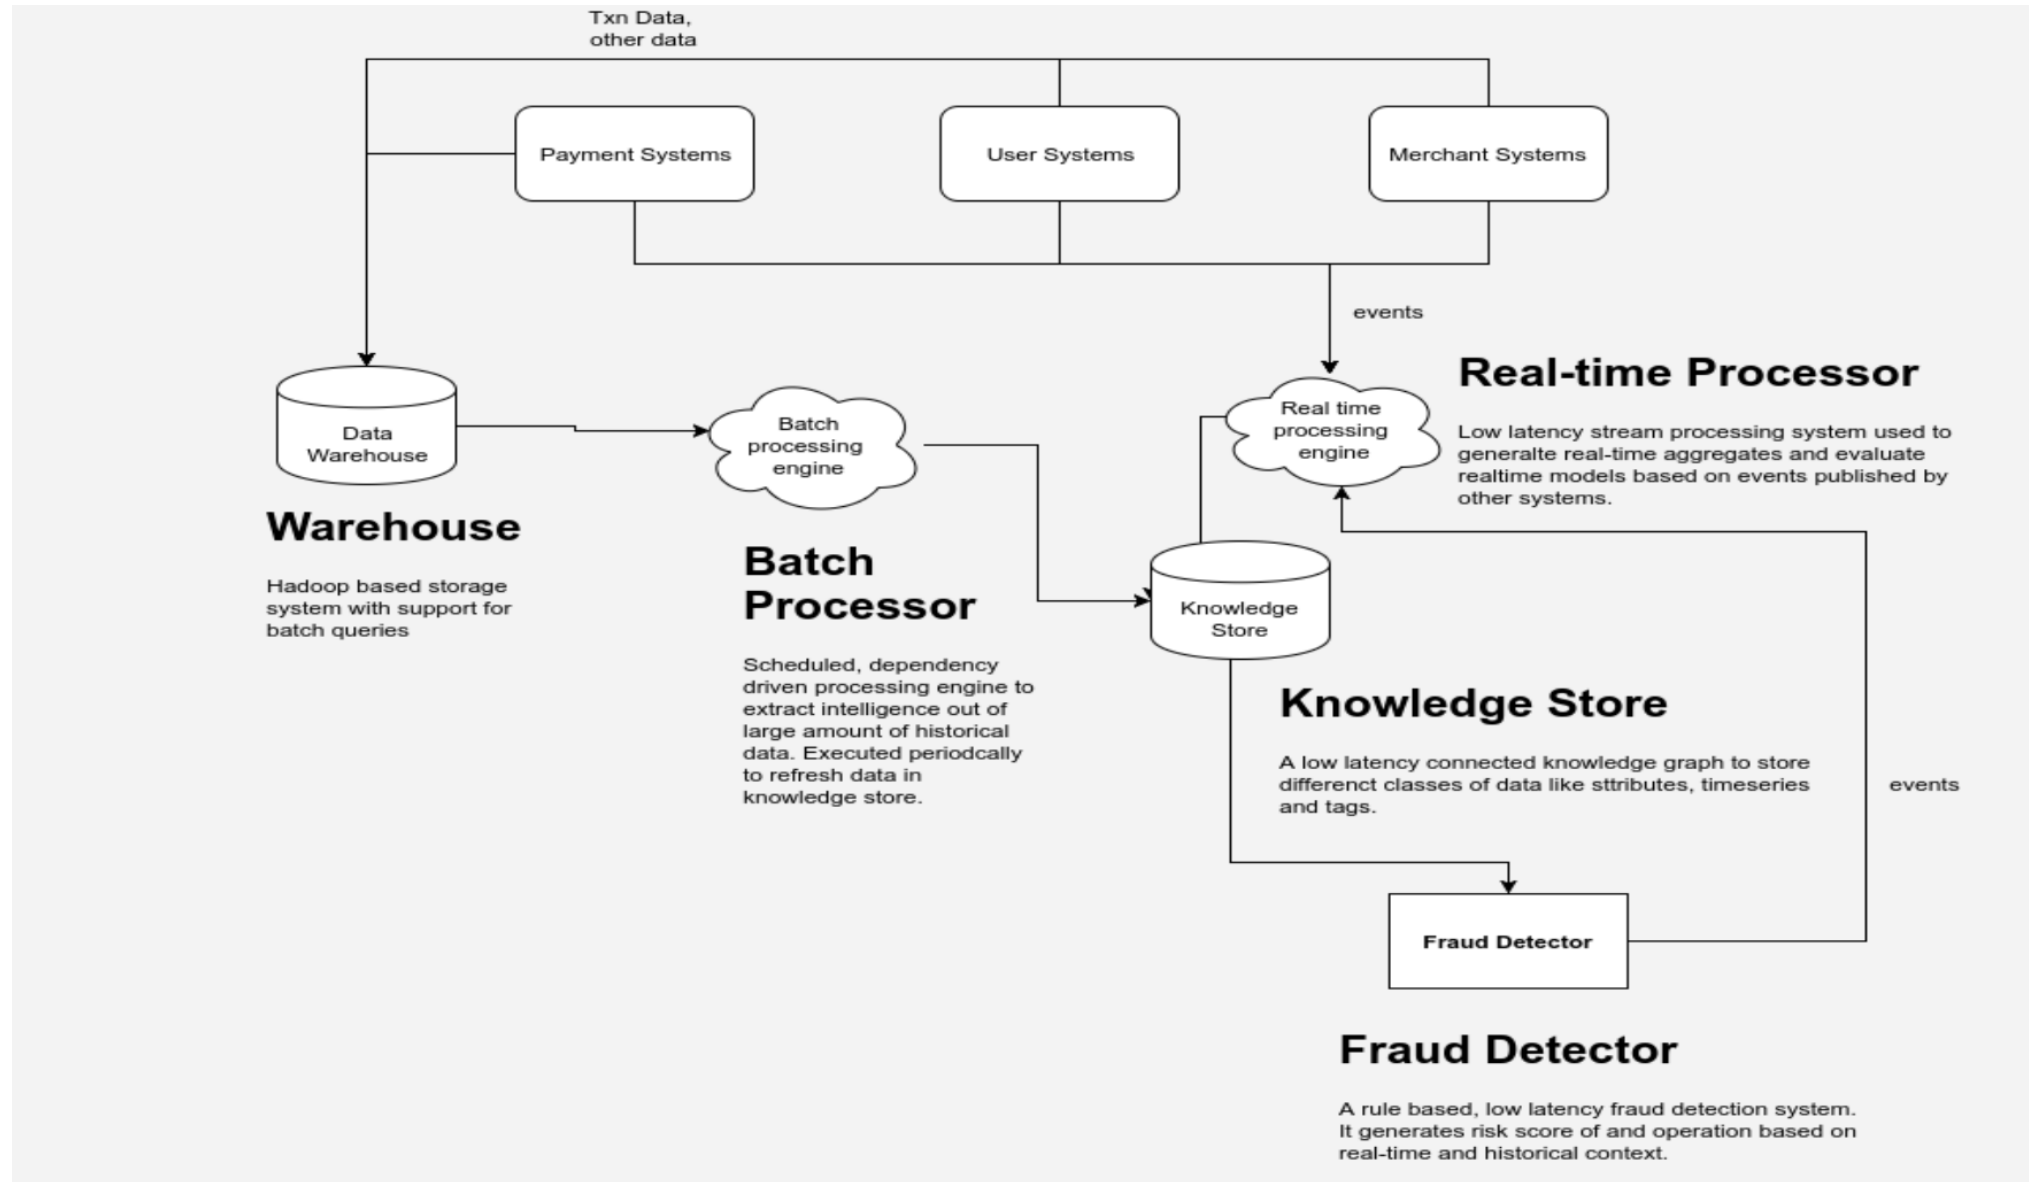 Txn Data,
other data
Payment Systems
User Systems
Merchant Systems
events
Data
Warehouse
Warehouse
Hadoop based storage
system with support for
batch queries
Batch
processing
engine
Batch
Processor
Scheduled, dependency
driven processing engine to
extract intelligence out of
large amount of historical
data. Executed periodcally
to refresh data in
knowledge store.
Real time
processing
engine
Real-time Processor
Low latency stream processing system used to
generalte real-time aggregates and evaluate
realtime models based on events published by
other systems.
Knowledge
Store
Knowledge Store
A low latency connected knowledge graph to store
differenct classes of data like sttributes, timeseries
and tags.
events
Fraud Detector
Fraud Detector
A rule based, low latency fraud detection system.
It generates risk score of and operation based on
real-time and historical context.